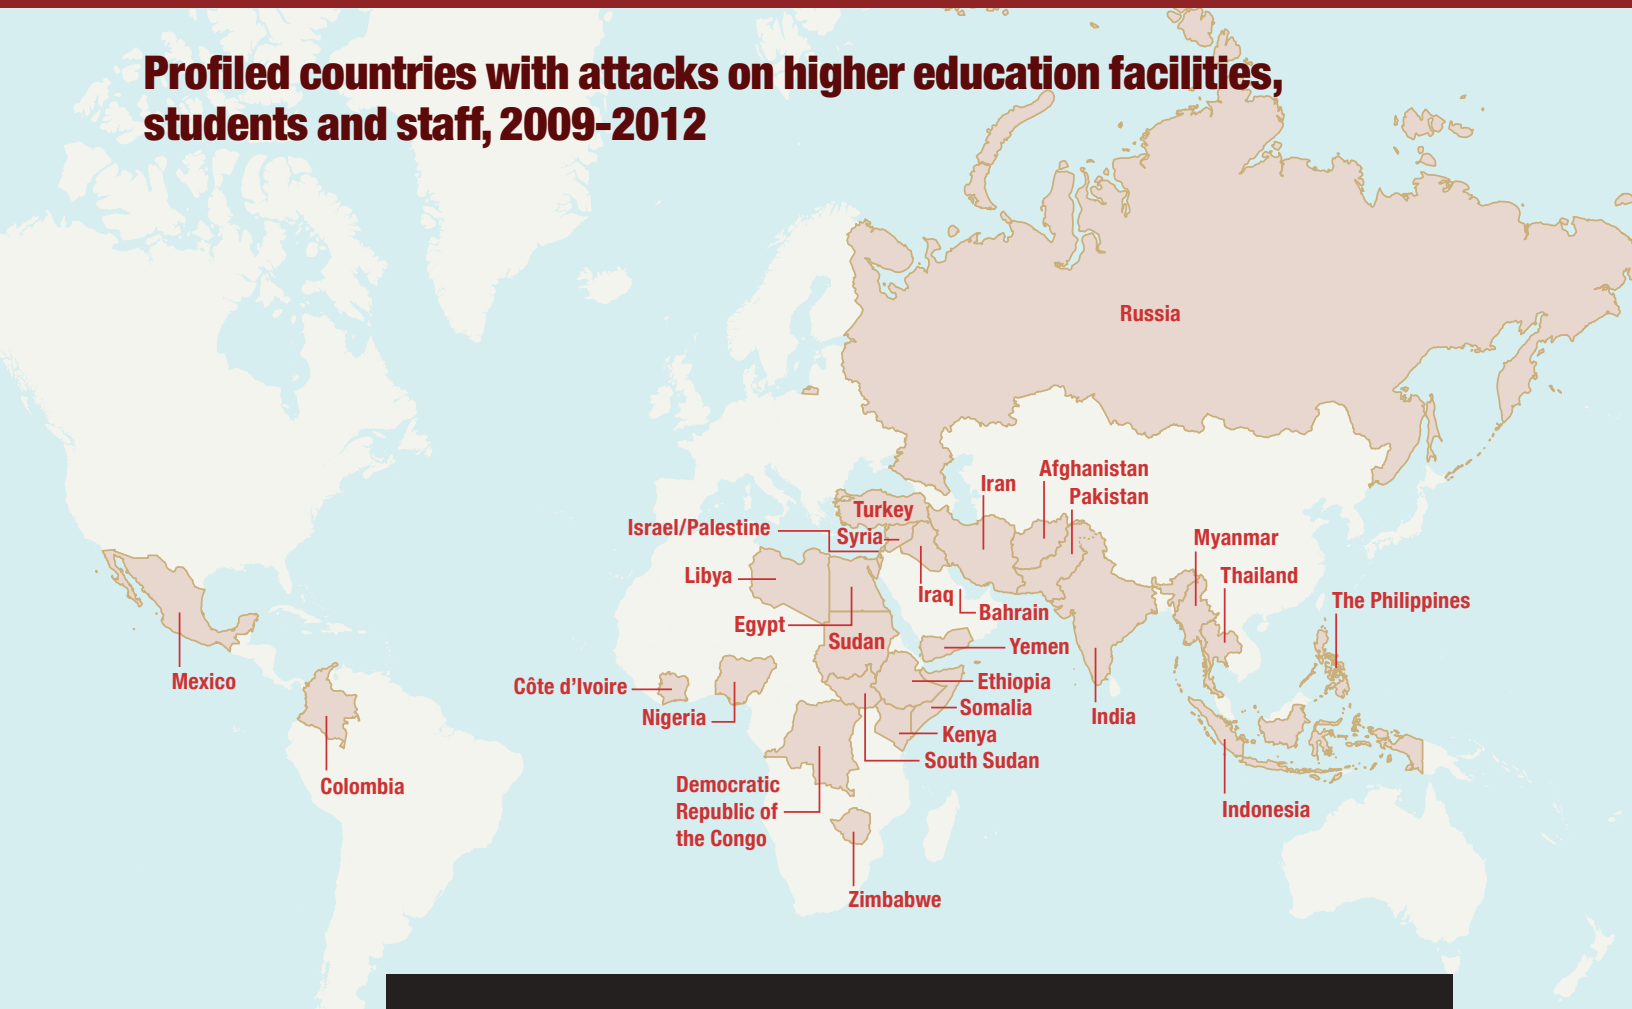 Profiled countries with attacks on higher education facilities,
students and staff, 2009-2012
Russia
Afghanistan
Iran
Pakistan
Turkey
Israel/Palestine
Syria
Myanmar
Libya
Thailand
Iraq
The Philippines
Bahrain
Egypt
Sudan
Yemen
Mexico
Côte d'Ivoire
Ethiopia
Somalia
Nigeria
India
Kenya
South Sudan
Colombia
Democratic
Republic of
the Congo
Indonesia
Zimbabwe